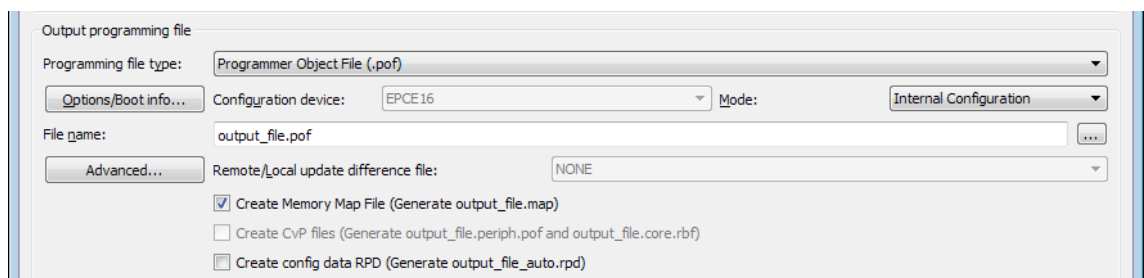 Output programming file
Programming file type: Programmer Object File (.pof)
Options/Boot info... Configuration device: EPCE16 Mode: Internal Configuration
File name: output_file.pof ...
Advanced... Remote/Local update difference file: NONE
Create Memory Map File (Generate output_file.map)
Create CvP files (Generate output_file.periph.pof and output_file.core.rbf)
Create config data RPD (Generate output_file_auto.rpd)